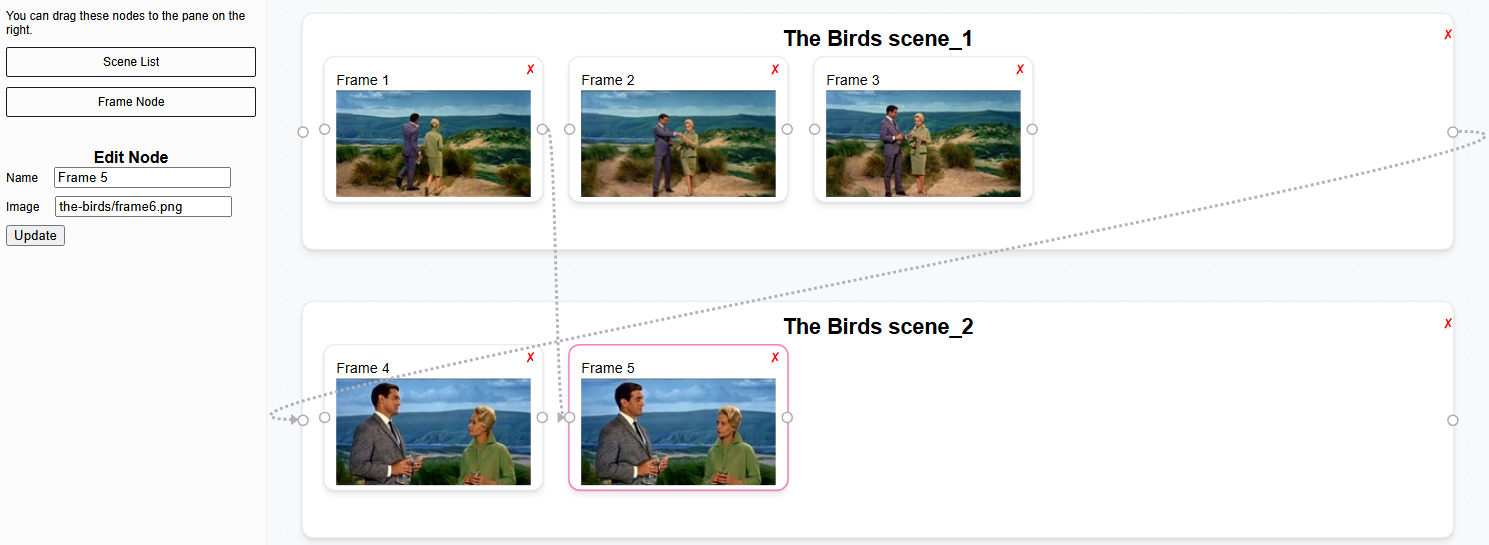 You can drag these nodes to the pane on the
right.
Scene List
Frame Node
Edit Node
Name Frame 5
Image the-birds/frame6.png
Update
The Birds scene_1
✗
Frame 1 ✗
Frame 2 ✗
Frame 3 ✗
The Birds scene_2
✗
Frame 4 ✗
Frame 5 ✗